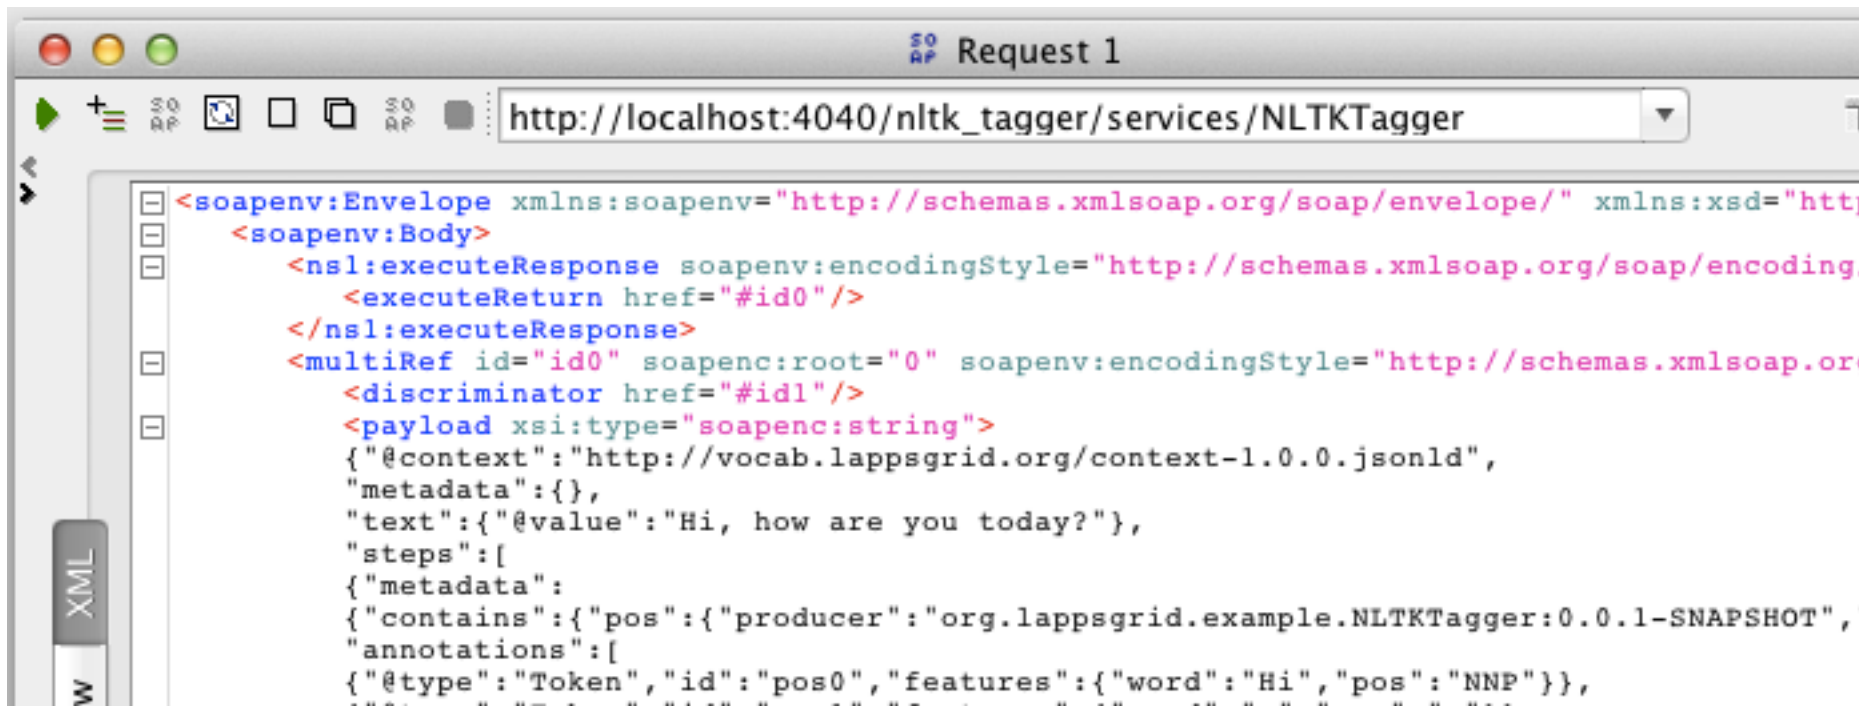 Request 1
http://localhost:4040/nltk_tagger/services/NLTKTagger
<soapenv:Envelope xmlns:soapenv="http://schemas.xmlsoap.org/soap/envelope/" xmlns:xsd="http
<soapenv:Body>
<ns1:executeResponse soapenv:encodingStyle="http://schemas.xmlsoap.org/soap/encoding
<executeReturn href="#id0"/>
</ns1:executeResponse>
<multiRef id="id0" soapenc:root="0" soapenv:encodingStyle="http://schemas.xmlsoap.or
<discriminator href="#id1"/>
<payload xsi:type="soapenc:string">
{"@context":"http://vocab.lappsgrid.org/context-1.0.0.jsonld",
"metadata":{},
"text":{"@value":"Hi, how are you today?"},
"steps":[
{"metadata":
{"contains":{"pos":{"producer":"org.lappsgrid.example.NLTKTagger:0.0.1-SNAPSHOT",
"annotations":[
{"@type":"Token","id":"pos0","features":{"word":"Hi","pos":"NNP"}},
XML